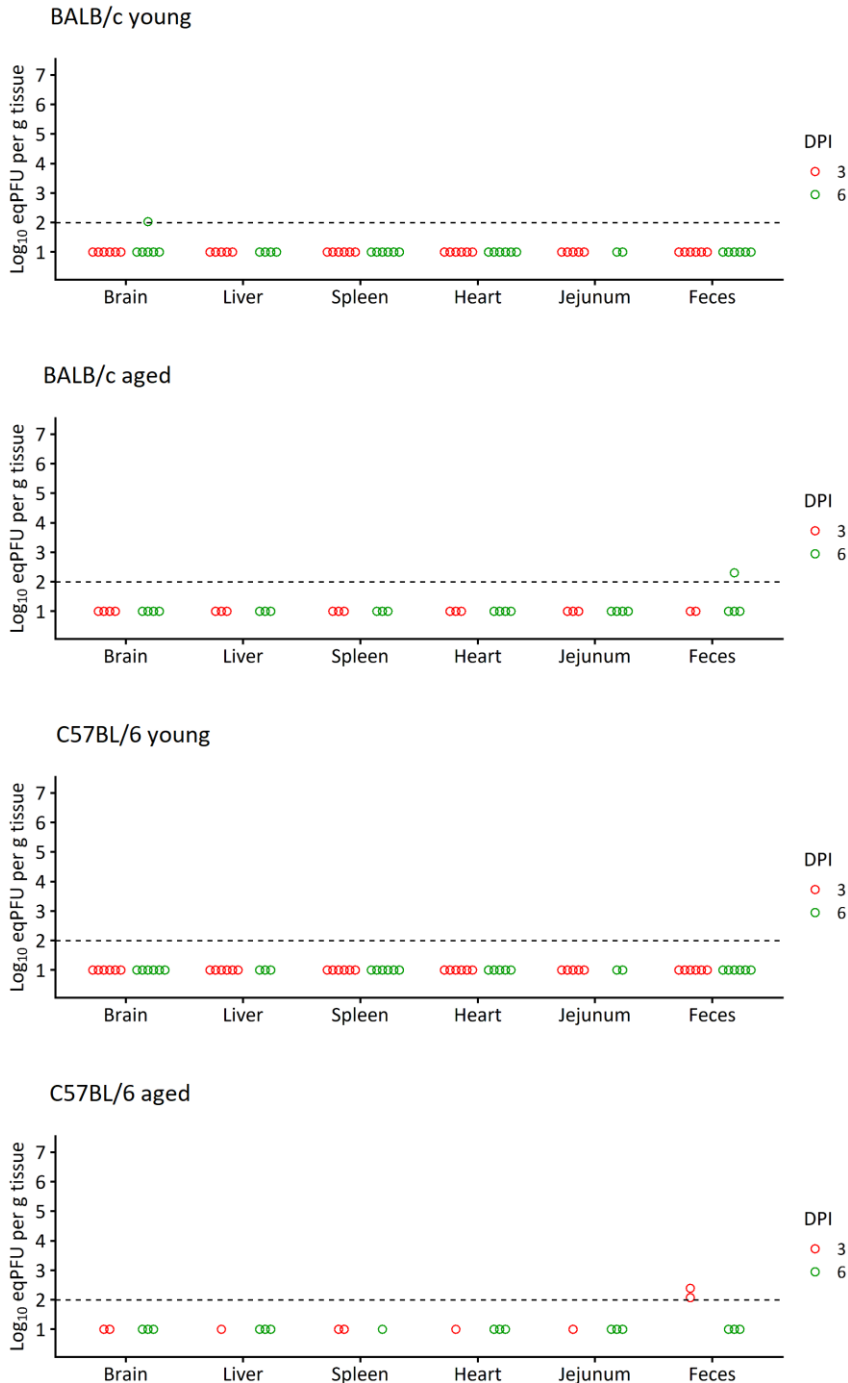 BALB/c young
Log₁₀ eqPFU per g tissue
7
6
5
4
3
2
1
Brain Liver Spleen Heart Jejunum Feces
DPI
3
6
BALB/c aged
Log₁₀ eqPFU per g tissue
7
6
5
4
3
2
1
Brain Liver Spleen Heart Jejunum Feces
DPI
3
6
C57BL/6 young
Log₁₀ eqPFU per g tissue
7
6
5
4
3
2
1
Brain Liver Spleen Heart Jejunum Feces
DPI
3
6
C57BL/6 aged
Log₁₀ eqPFU per g tissue
7
6
5
4
3
2
1
Brain Liver Spleen Heart Jejunum Feces
DPI
3
6